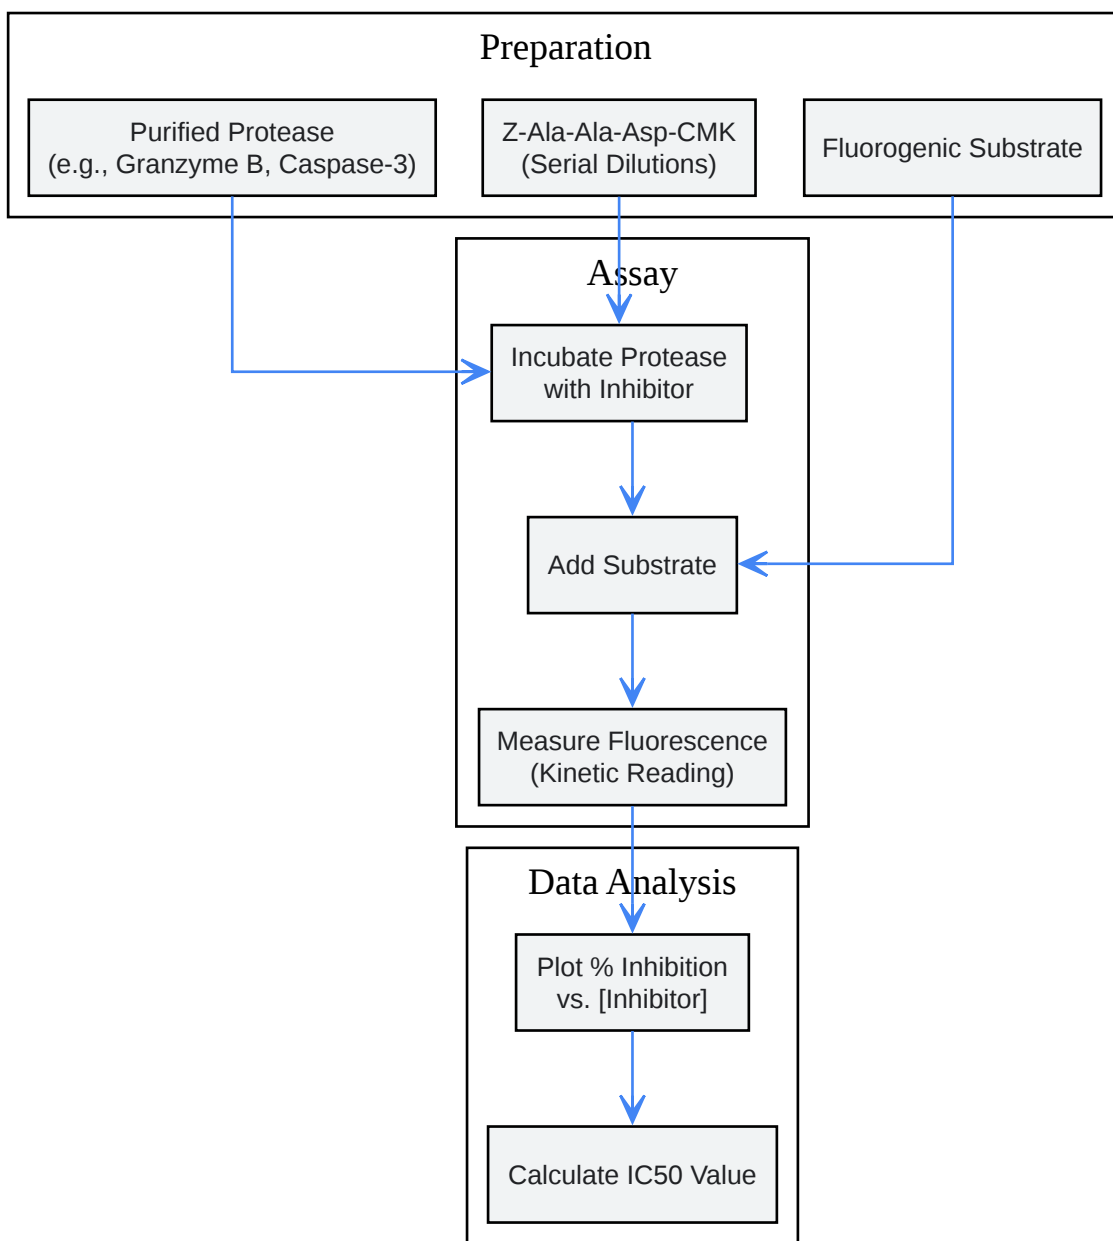 Preparation
Purified Protease
(e.g., Granzyme B, Caspase-3)
Z-Ala-Ala-Asp-CMK
(Serial Dilutions)
Fluorogenic Substrate
Assay
Incubate Protease
with Inhibitor
Add Substrate
Measure Fluorescence
(Kinetic Reading)
Data Analysis
Plot % Inhibition
vs. [Inhibitor]
Calculate IC50 Value